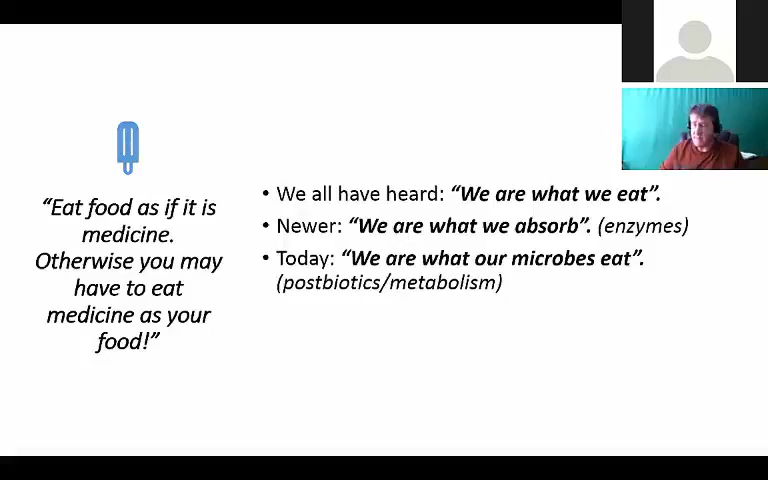 “Eat food as if it is
medicine.
Otherwise you may
have to eat
medicine as your
food!”
• We all have heard: “We are what we eat”.
• Newer: “We are what we absorb”. (enzymes)
• Today: “We are what our microbes eat”.
(postbiotics/metabolism)